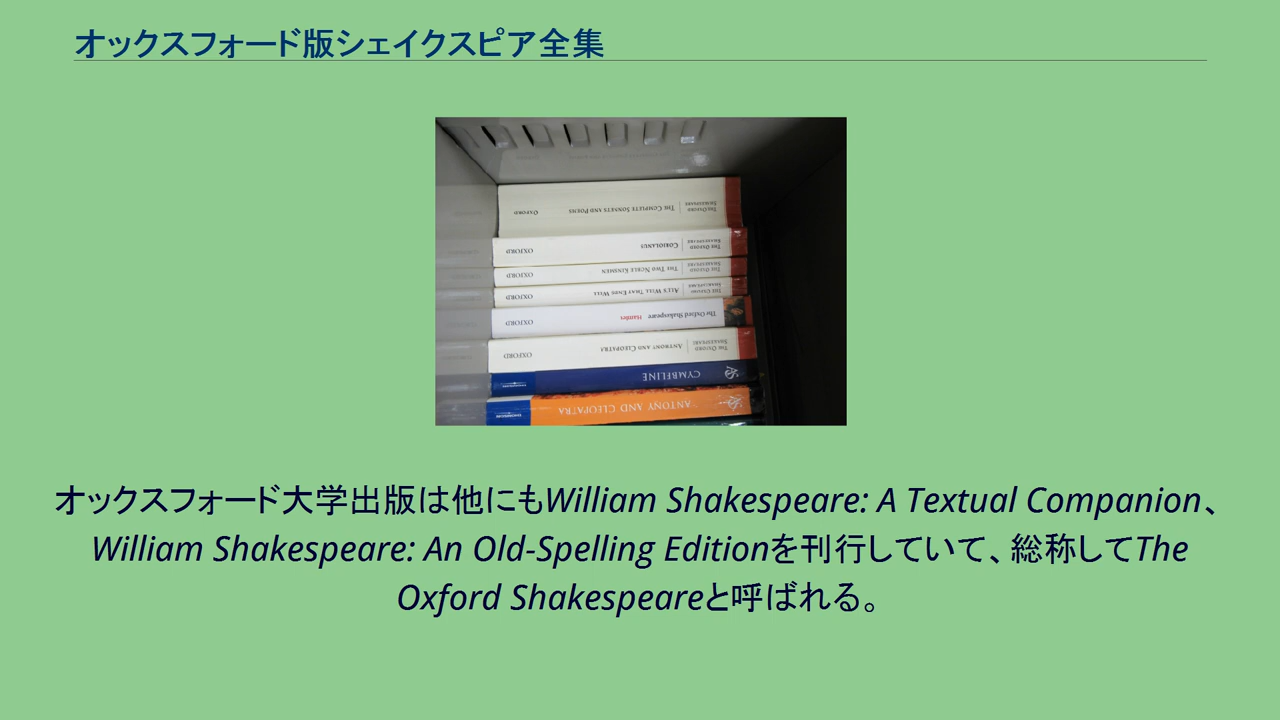 オックスフォード版シェイクスピア全集
THE COMPLETE SONNETS AND POEMS
THE OXFORD SHAKESPEARE
OXFORD
CORIOLANUS
THE OXFORD SHAKESPEARE
OXFORD
THE TWO NOBLE KINSMEN
THE OXFORD SHAKESPEARE
OXFORD
ALL'S WELL THAT ENDS WELL
THE OXFORD SHAKESPEARE
OXFORD
The Oxford Shakespeare Hamlet
OXFORD
THE OXFORD SHAKESPEARE
ANTONY AND CLEOPATRA
OXFORD
CYMBELINE
ANTONY AND CLEOPATRA
オックスフォード大学出版は他にもWilliam Shakespeare: A Textual Companion、
William Shakespeare: An Old-Spelling Editionを刊行していて、総称してThe
Oxford Shakespeareと呼ばれる。